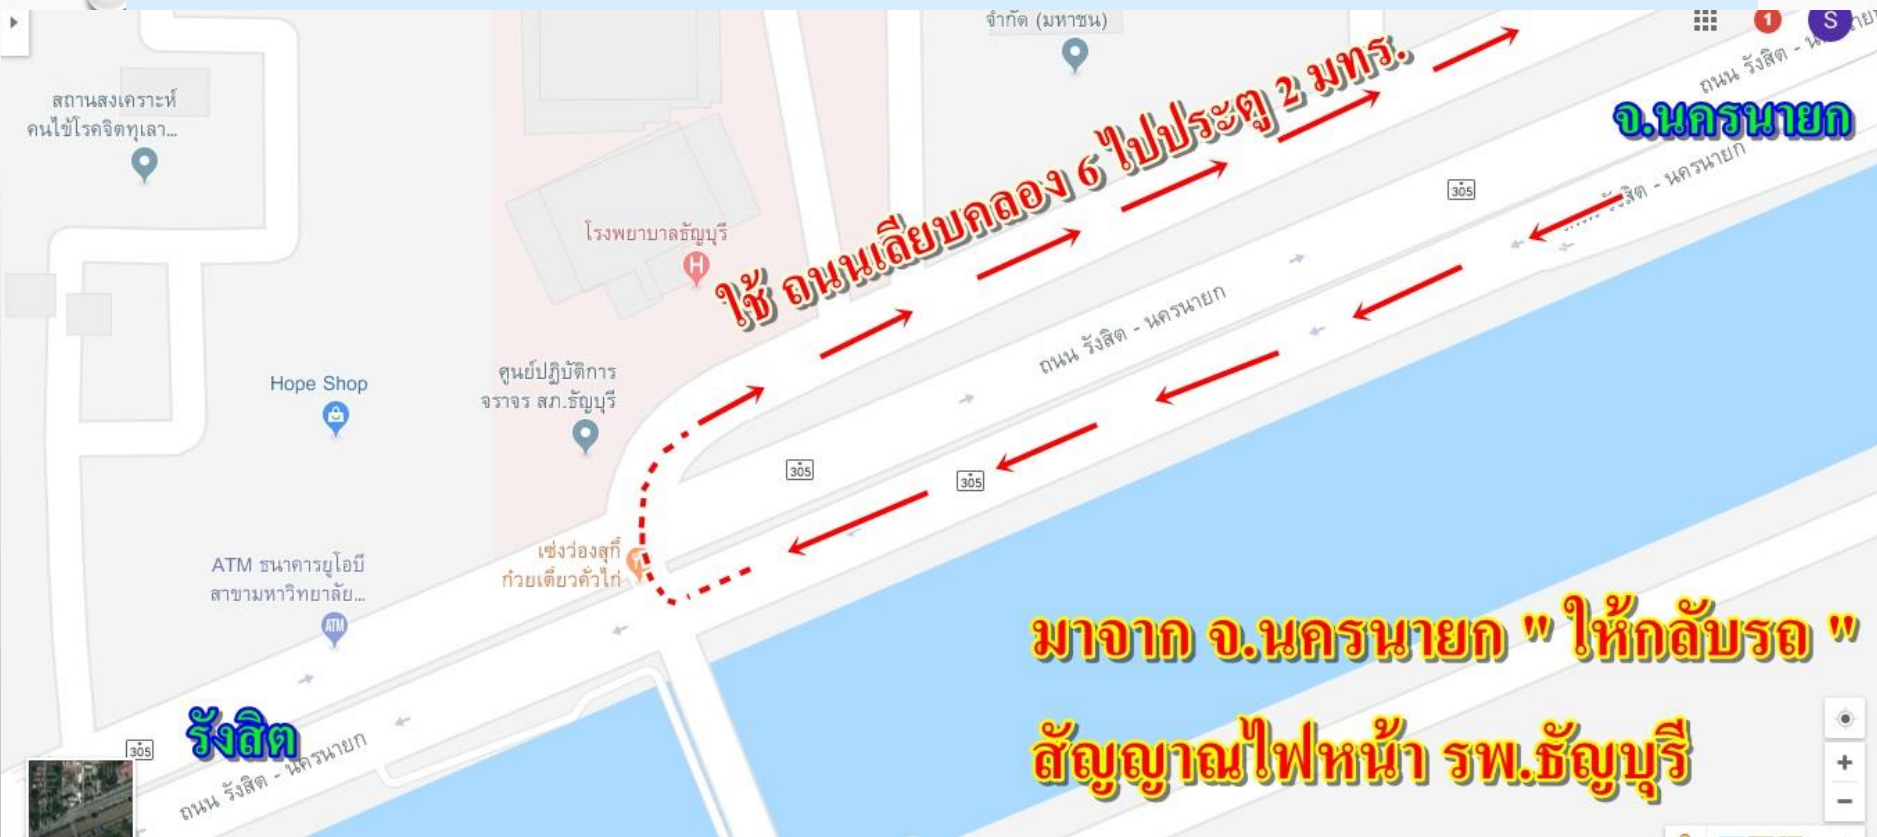 จำกัด (มหาชน)
1
S
ถนน รังสิต -
จ.นครนายก
สถานสงเคราะห์
คนไข้โรคจิตทุเลา...
ใช้ ถนนเลียบคลอง 6 ไปประตู 2 มทร.
305
รังสิต - นครนายก
โรงพยาบาลธัญบุรี
H
ถนน รังสิต - นครนายก
ศูนย์ปฏิบัติการ
จราจร สภ.ธัญบุรี
Hope Shop
305
305
เซ่งว่องสุกี้
ก๋วยเตี๋ยวคั่วไก่
ATM ธนาคารยูโอบี
สาขามหาวิทยาลัย...
ATM
มาจาก จ.นครนายก " ให้กลับรถ "
สัญญาณไฟหน้า รพ.ธัญบุรี
รังสิต
305
ถนน รังสิต - นครนายก